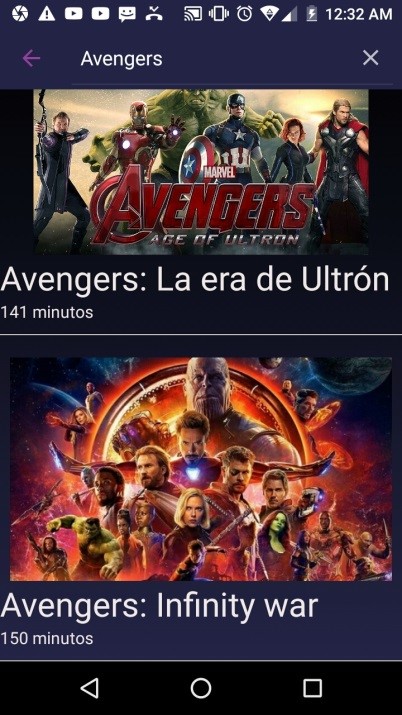 12:32 AM
Avengers
MARVEL
AVENGERS
AGE OF ULTRON
Avengers: La era de Ultrón
141 minutos
Avengers: Infinity war
150 minutos